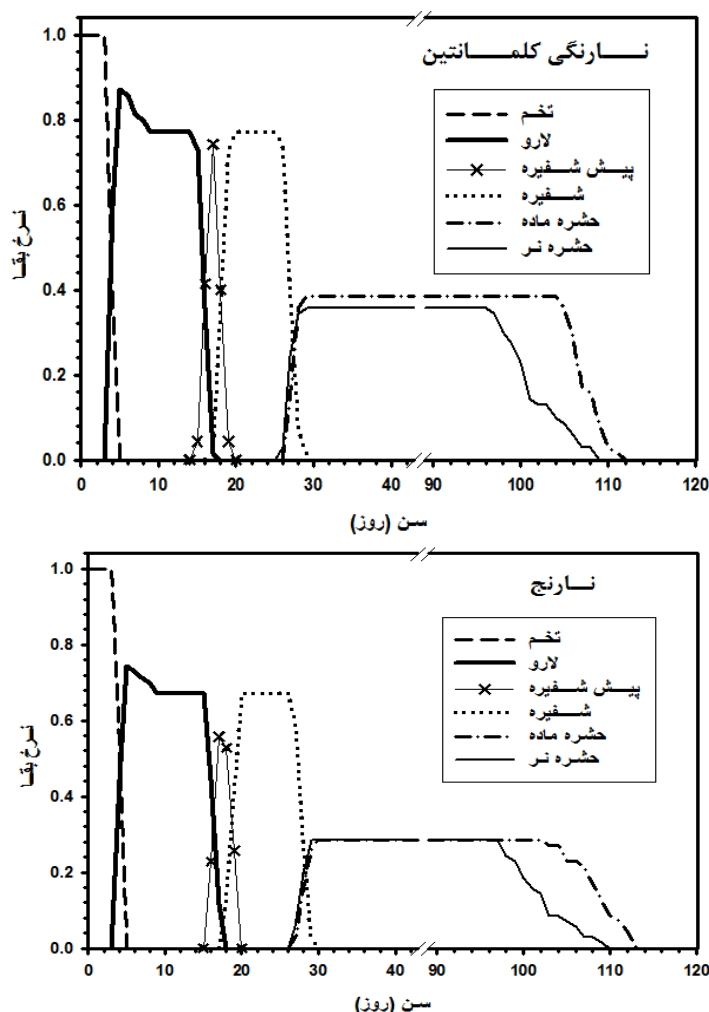 نارنگی کلمانتین
تخم
لارو
پیش شفیره
شفیره
حشره ماده
حشره نر
نرخ بقا
1.0
0.8
0.6
0.4
0.2
0.0
0 10 20 30 40 90 100 110 120
سن (روز)
نارنج
تخم
لارو
پیش شفیره
شفیره
حشره ماده
حشره نر
نرخ بقا
1.0
0.8
0.6
0.4
0.2
0.0
0 10 20 30 40 90 100 110 120
سن (روز)